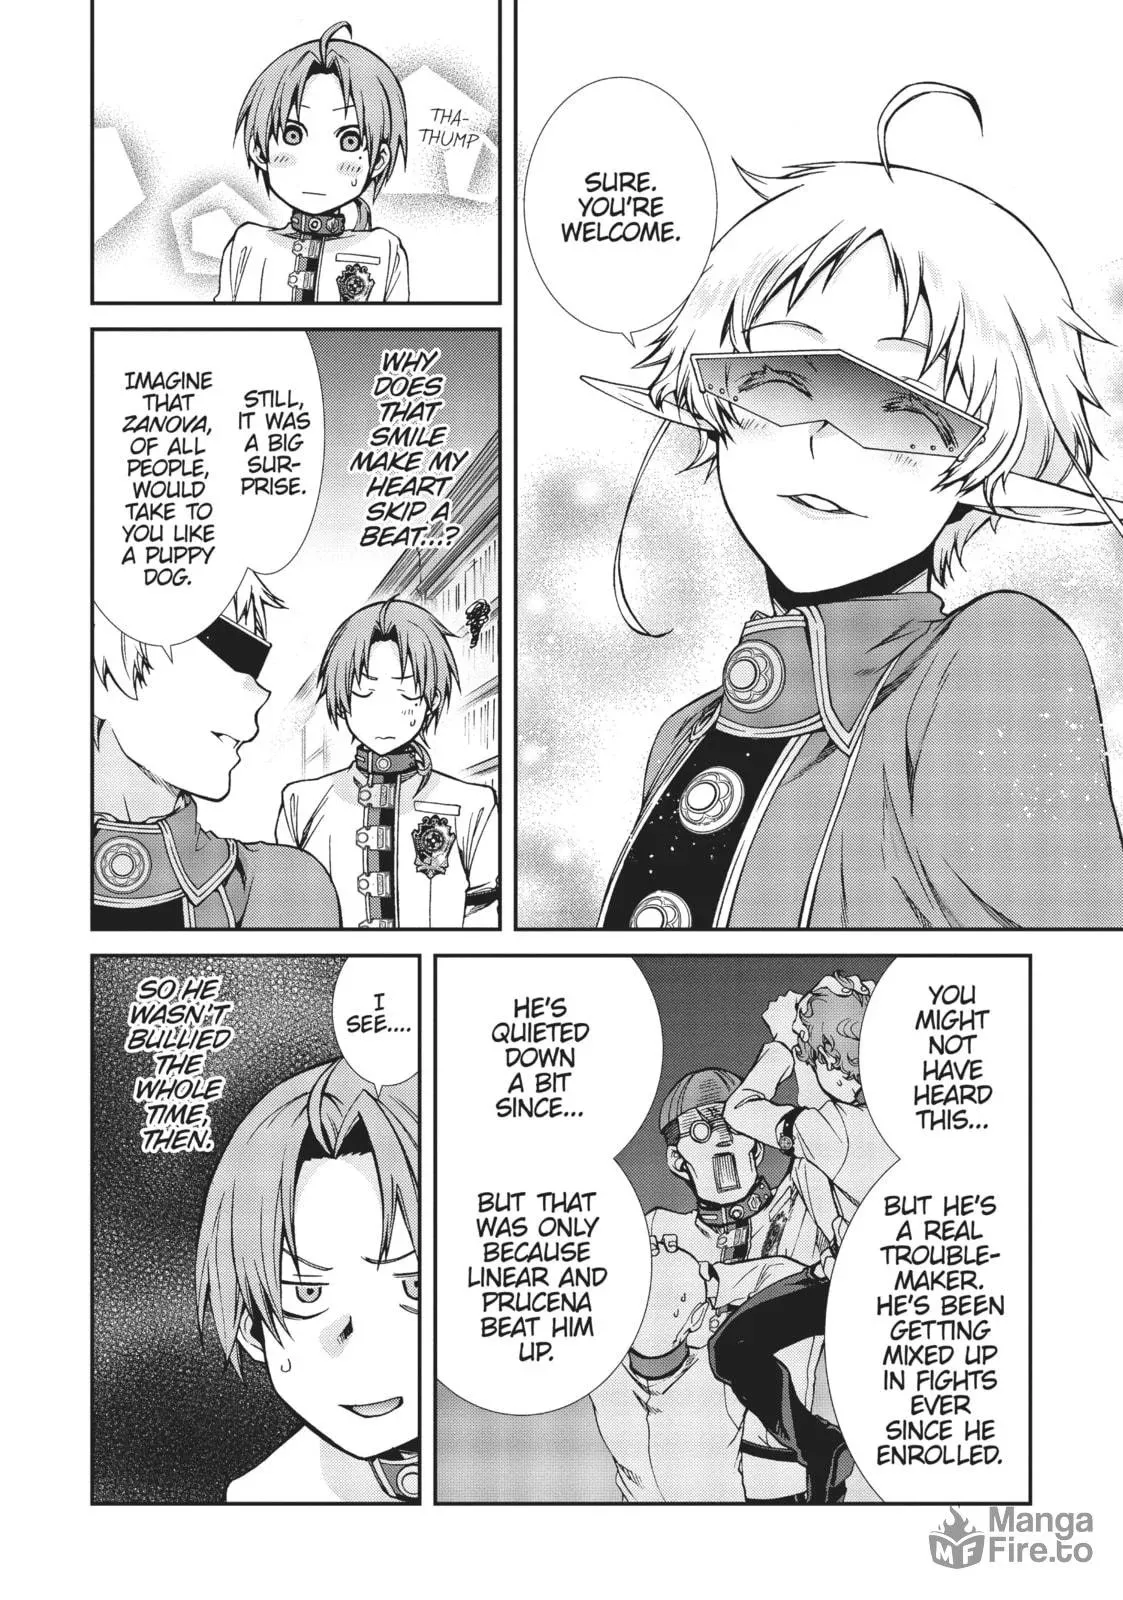 SURE.
YOU'RE
WELCOME.
THA-
THUMP
WHY
DOES
THAT
SMILE
MAKE MY
HEART
SKIP A
BEAT...?
STILL,
IT WAS
A BIG
SUR-
PRISE.
IMAGINE
THAT
ZANOVA,
OF ALL
PEOPLE,
WOULD
TAKE TO
YOU LIKE
A PUPPY
DOG.
YOU
MIGHT
NOT
HAVE
HEARD
THIS...
BUT HE'S
A REAL
TROUBLE-
MAKER.
HE'S BEEN
GETTING
MIXED UP
IN FIGHTS
EVER
SINCE HE
ENROLLED.
HE'S
QUIETED
DOWN
A BIT
SINCE...
BUT THAT
WAS ONLY
BECAUSE
LINEAR AND
PRUCENA
BEAT HIM
UP.
I
SEE....
SO HE
WASN'T
BULLIED
THE
WHOLE
TIME,
THEN.
MF Manga
Fire.to